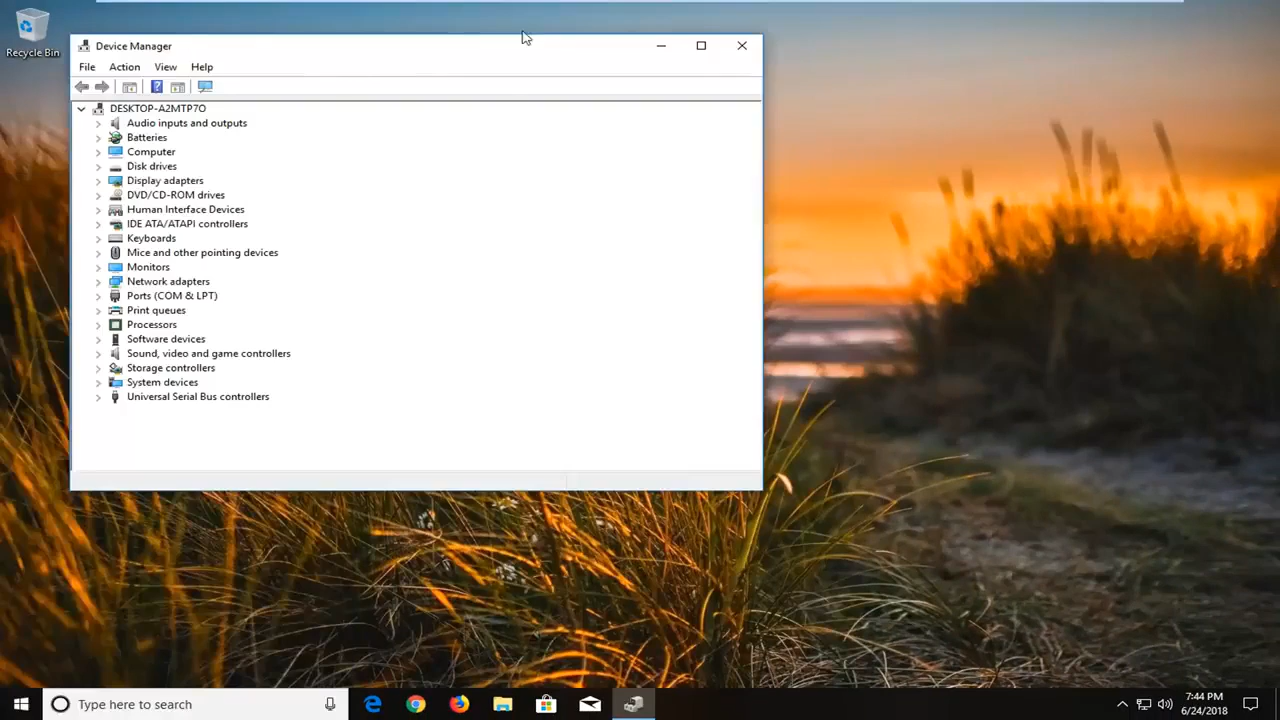 Recycle Bin
Device Manager
File Action View Help
DESKTOP-A2MTP7O
Audio inputs and outputs
Batteries
Computer
Disk drives
Display adapters
DVD/CD-ROM drives
Human Interface Devices
IDE ATA/ATAPI controllers
Keyboards
Mice and other pointing devices
Monitors
Network adapters
Ports (COM & LPT)
Print queues
Processors
Software devices
Sound, video and game controllers
Storage controllers
System devices
Universal Serial Bus controllers
Type here to search
7:44 PM
6/24/2018